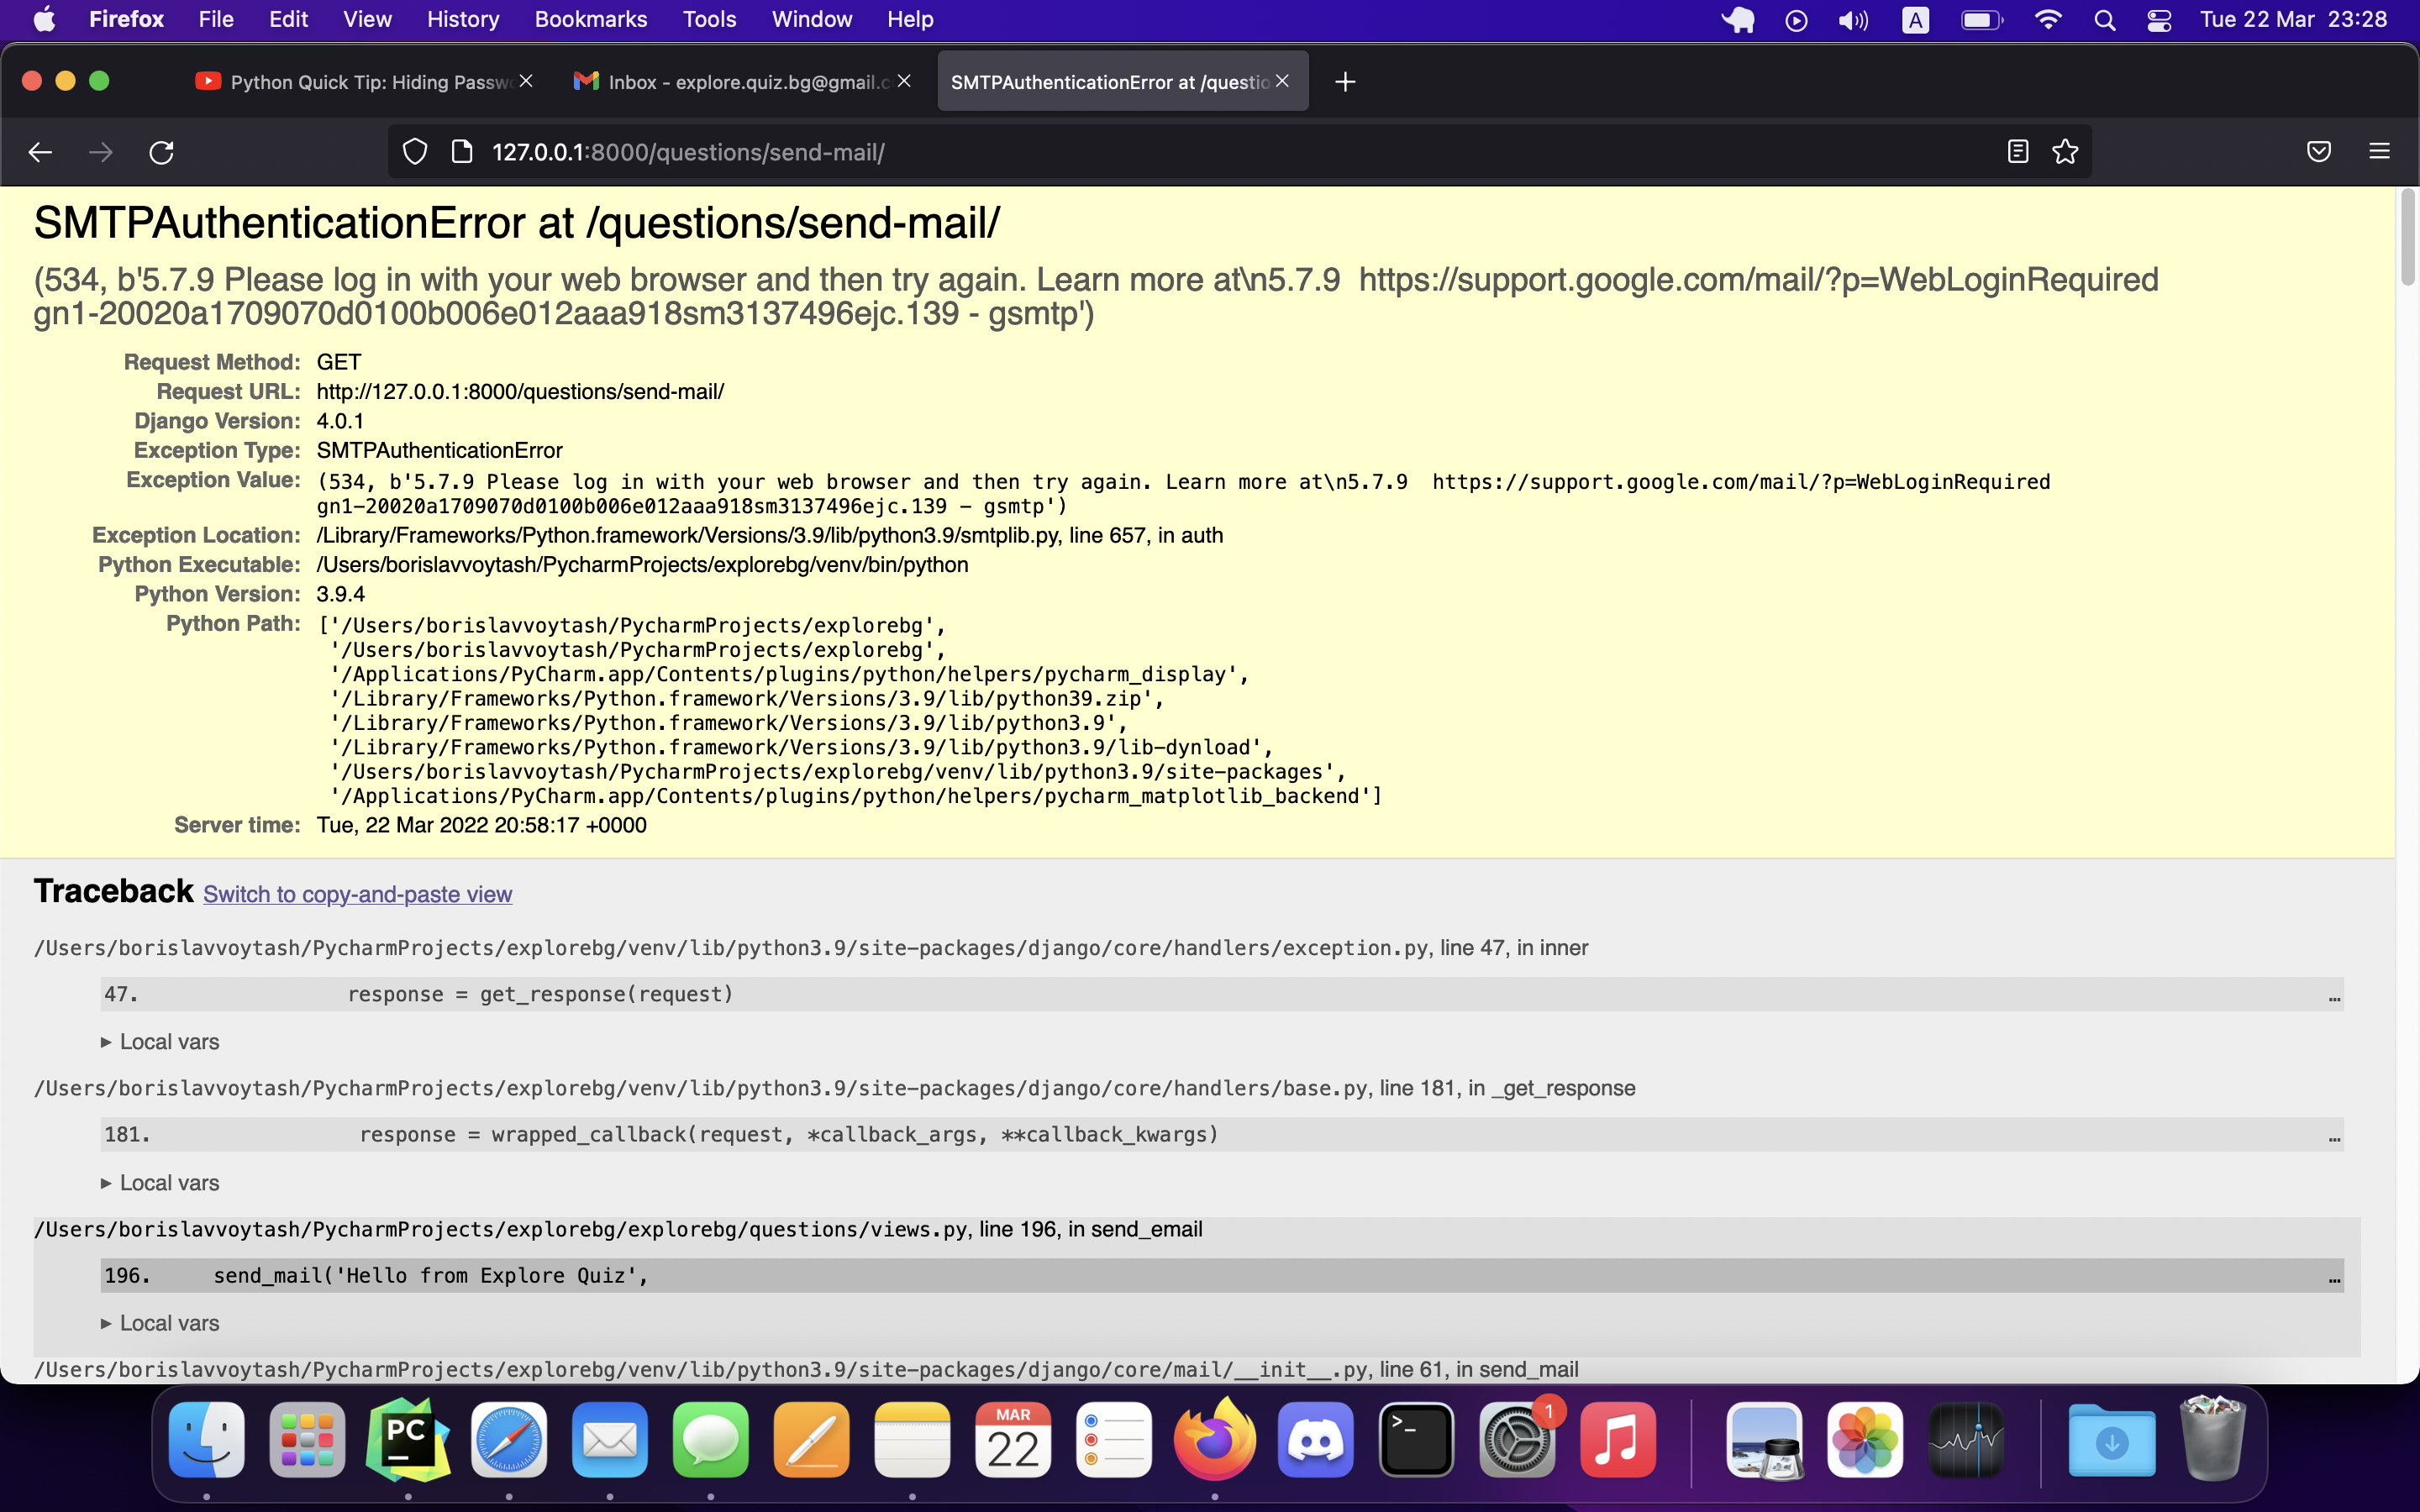 Firefox File Edit View History Bookmarks Tools Window Help A Tue 22 Mar 23:28
Python Quick Tip: Hiding Passw Inbox - explore.quiz.bg@gmail.c SMTPAuthenticationError at /questio
127.0.0.1:8000/questions/send-mail/
SMTPAuthenticationError at /questions/send-mail/
(534, b'5.7.9 Please log in with your web browser and then try again. Learn more at\n5.7.9 https://support.google.com/mail/?p=WebLoginRequired
gn1-20020a1709070d0100b006e012aaa918sm3137496ejc.139 - gsmtp')
Request Method: GET
Request URL: http://127.0.0.1:8000/questions/send-mail/
Django Version: 4.0.1
Exception Type: SMTPAuthenticationError
Exception Value: (534, b'5.7.9 Please log in with your web browser and then try again. Learn more at\n5.7.9 https://support.google.com/mail/?p=WebLoginRequired
gn1-20020a1709070d0100b006e012aaa918sm3137496ejc.139 - gsmtp')
Exception Location: /Library/Frameworks/Python.framework/Versions/3.9/lib/python3.9/smtplib.py, line 657, in auth
Python Executable: /Users/borislavvoytash/PycharmProjects/explorebg/venv/bin/python
Python Version: 3.9.4
Python Path: ['/Users/borislavvoytash/PycharmProjects/explorebg',
'/Users/borislavvoytash/PycharmProjects/explorebg',
'/Applications/PyCharm.app/Contents/plugins/python/helpers/pycharm_display',
'/Library/Frameworks/Python.framework/Versions/3.9/lib/python39.zip',
'/Library/Frameworks/Python.framework/Versions/3.9/lib/python3.9',
'/Library/Frameworks/Python.framework/Versions/3.9/lib/python3.9/lib-dynload',
'/Users/borislavvoytash/PycharmProjects/explorebg/venv/lib/python3.9/site-packages',
'/Applications/PyCharm.app/Contents/plugins/python/helpers/pycharm_matplotlib_backend']
Server time: Tue, 22 Mar 2022 20:58:17 +0000
Traceback Switch to copy-and-paste view
/Users/borislavvoytash/PycharmProjects/explorebg/venv/lib/python3.9/site-packages/django/core/handlers/exception.py, line 47, in inner
47. response = get_response(request) …
▶ Local vars
/Users/borislavvoytash/PycharmProjects/explorebg/venv/lib/python3.9/site-packages/django/core/handlers/base.py, line 181, in _get_response
181. response = wrapped_callback(request, *callback_args, **callback_kwargs) …
▶ Local vars
/Users/borislavvoytash/PycharmProjects/explorebg/explorebg/questions/views.py, line 196, in send_email
196. send_mail('Hello from Explore Quiz', …
▶ Local vars
/Users/borislavvoytash/PycharmProjects/explorebg/venv/lib/python3.9/site-packages/django/core/mail/__init__.py, line 61, in send_mail
PC MAR 22 >_ 1